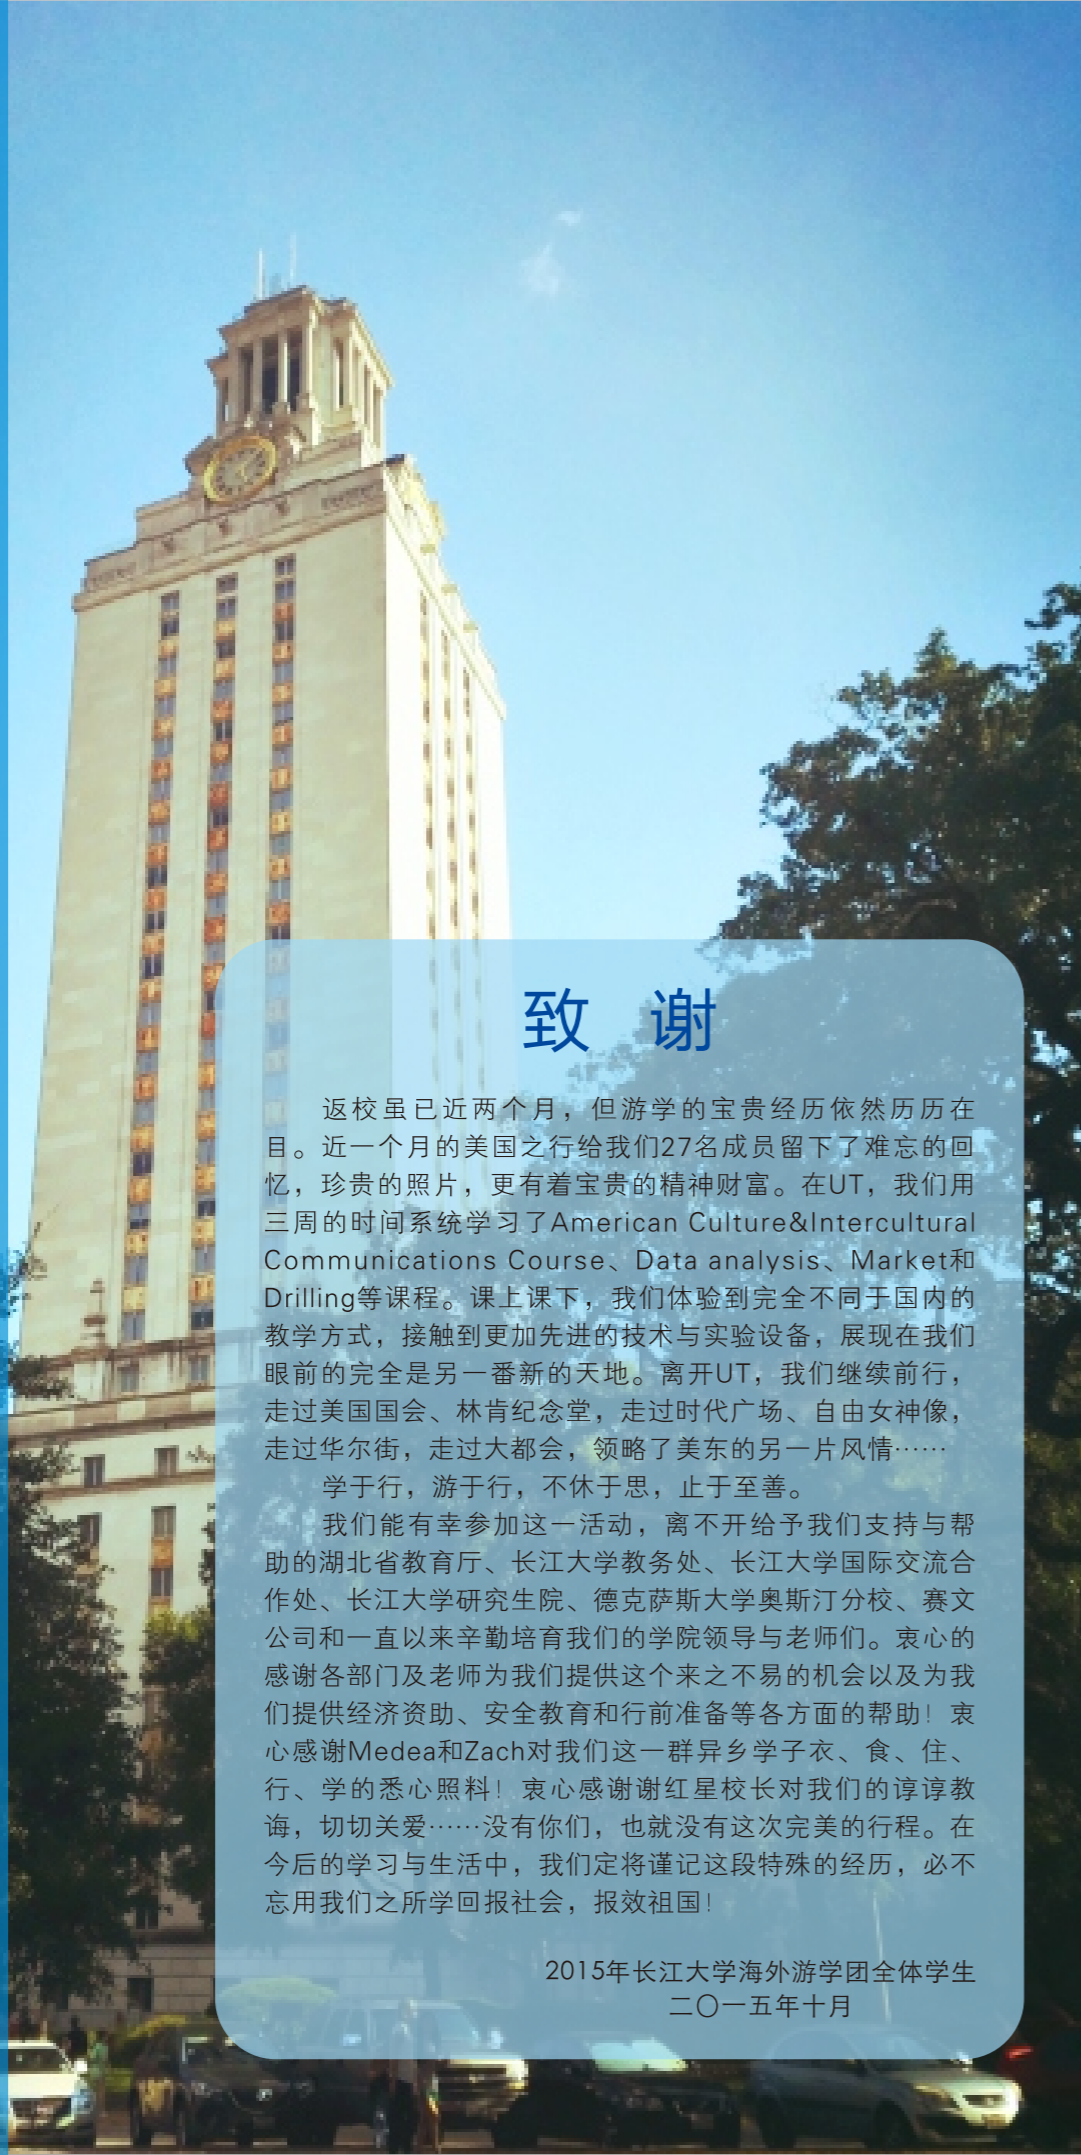 致 谢
返校虽已近两个月，但游学的宝贵经历依然历历在
目。近一个月的美国之行给我们27名成员留下了难忘的回
忆，珍贵的照片，更有着宝贵的精神财富。在UT，我们用
三周的时间系统学习了American Culture&Intercultural
Communications Course、Data analysis、Market和
Drilling等课程。课上课下，我们体验到完全不同于国内的
教学方式，接触到更加先进的技术与实验设备，展现在我们
眼前的完全是另一番新的天地。离开UT，我们继续前行，
走过美国国会、林肯纪念堂，走过时代广场、自由女神像，
走过华尔街，走过大都会，领略了美东的另一片风情……
学于行，游于行，不休于思，止于至善。
我们能有幸参加这一活动，离不开给予我们支持与帮
助的湖北省教育厅、长江大学教务处、长江大学国际交流合
作处、长江大学研究生院、德克萨斯大学奥斯汀分校、赛文
公司和一直以来辛勤培育我们的学院领导与老师们。衷心的
感谢各部门及老师为我们提供这个来之不易的机会以及为我
们提供经济资助、安全教育和行前准备等各方面的帮助！衷
心感谢Medea和Zach对我们这一群异乡学子衣、食、住、
行、学的悉心照料！衷心感谢谢红星校长对我们的谆谆教
诲，切切关爱……没有你们，也就没有这次完美的行程。在
今后的学习与生活中，我们定将谨记这段特殊的经历，必不
忘用我们之所学回报社会，报效祖国！
2015年长江大学海外游学团全体学生
二〇一五年十月